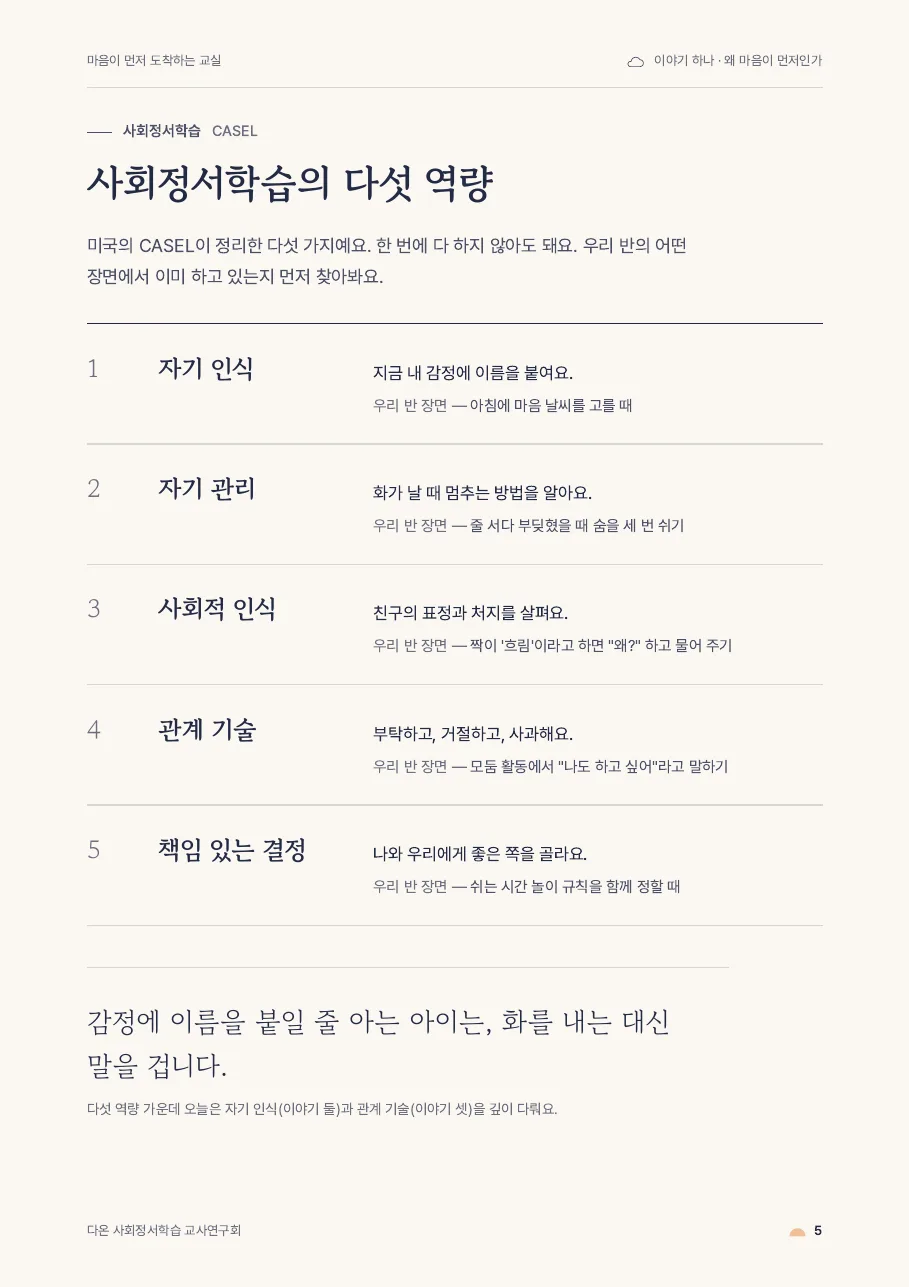 마음이 먼저 도착하는 교실
이야기 하나 · 왜 마음이 먼저인가
사회정서학습 CASEL
사회정서학습의 다섯 역량
미국의 CASEL이 정리한 다섯 가지예요. 한 번에 다 하지 않아도 돼요. 우리 반의 어떤
장면에서 이미 하고 있는지 먼저 찾아봐요.
1 자기 인식
지금 내 감정에 이름을 붙여요.
우리 반 장면 — 아침에 마음 날씨를 고를 때
2 자기 관리
화가 날 때 멈추는 방법을 알아요.
우리 반 장면 — 줄 서다 부딪혔을 때 숨을 세 번 쉬기
3 사회적 인식
친구의 표정과 처지를 살펴요.
우리 반 장면 — 짝이 '흐림'이라고 하면 "왜?" 하고 물어 주기
4 관계 기술
부탁하고, 거절하고, 사과해요.
우리 반 장면 — 모둠 활동에서 "나도 하고 싶어"라고 말하기
5 책임 있는 결정
나와 우리에게 좋은 쪽을 골라요.
우리 반 장면 — 쉬는 시간 놀이 규칙을 함께 정할 때
감정에 이름을 붙일 줄 아는 아이는, 화를 내는 대신
말을 겁니다.
다섯 역량 가운데 오늘은 자기 인식(이야기 둘)과 관계 기술(이야기 셋)을 깊이 다뤄요.
다온 사회정서학습 교사연구회
5